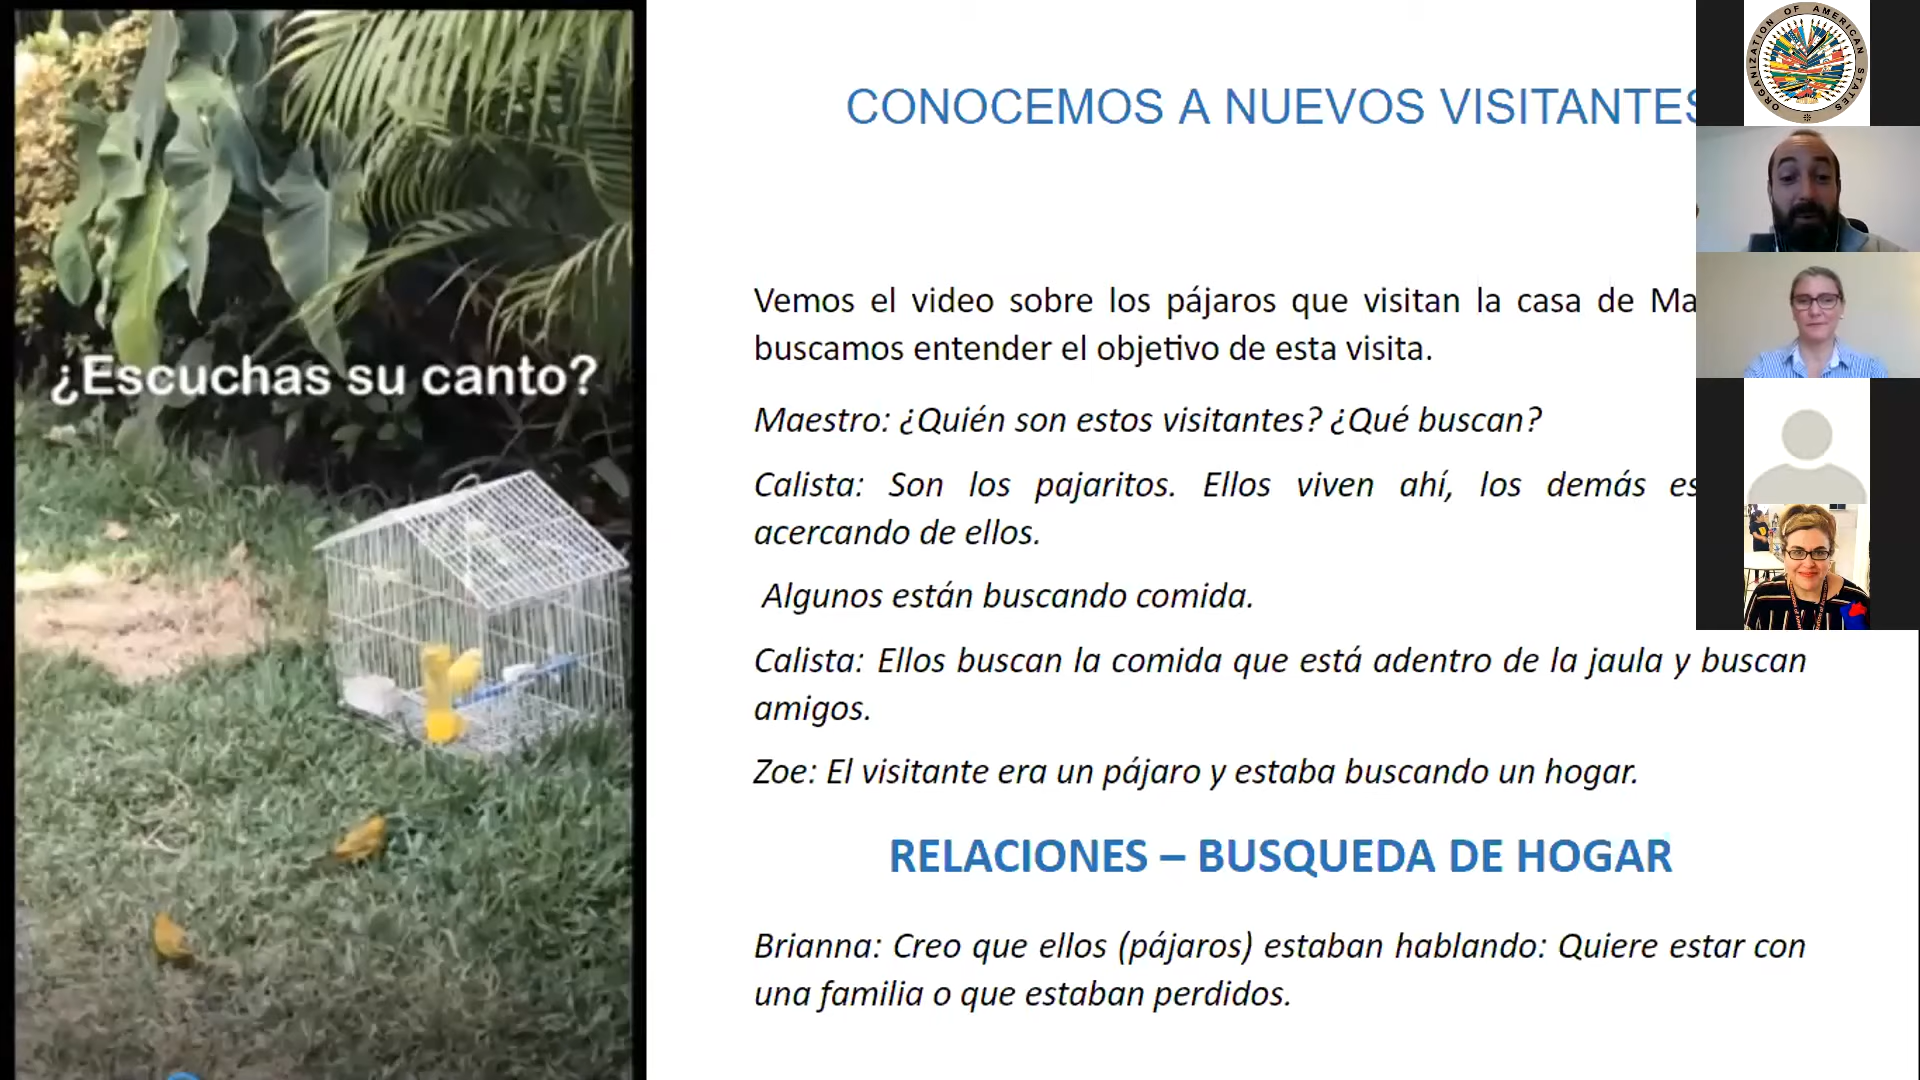 CONOCEMOS A NUEVOS VISITANTES
Vemos el video sobre los pájaros que visitan la casa de
buscamos entender el objetivo de esta visita.
Maestro: ¿Quién son estos visitantes? ¿Qué buscan?
Calista: Son los pajaritos. Ellos viven ahí, los demás
acercando de ellos.
Algunos están buscando comida.
Calista: Ellos buscan la comida que está adentro de la jaula y buscan
amigos.
Zoe: El visitante era un pájaro y estaba buscando un hogar.
RELACIONES – BUSQUEDA DE HOGAR
Brianna: Creo que ellos (pájaros) estaban hablando: Quiere estar con
una familia o que estaban perdidos.
¿Escuchas su canto?
ORGANIZATION OF AMERICAN STATES